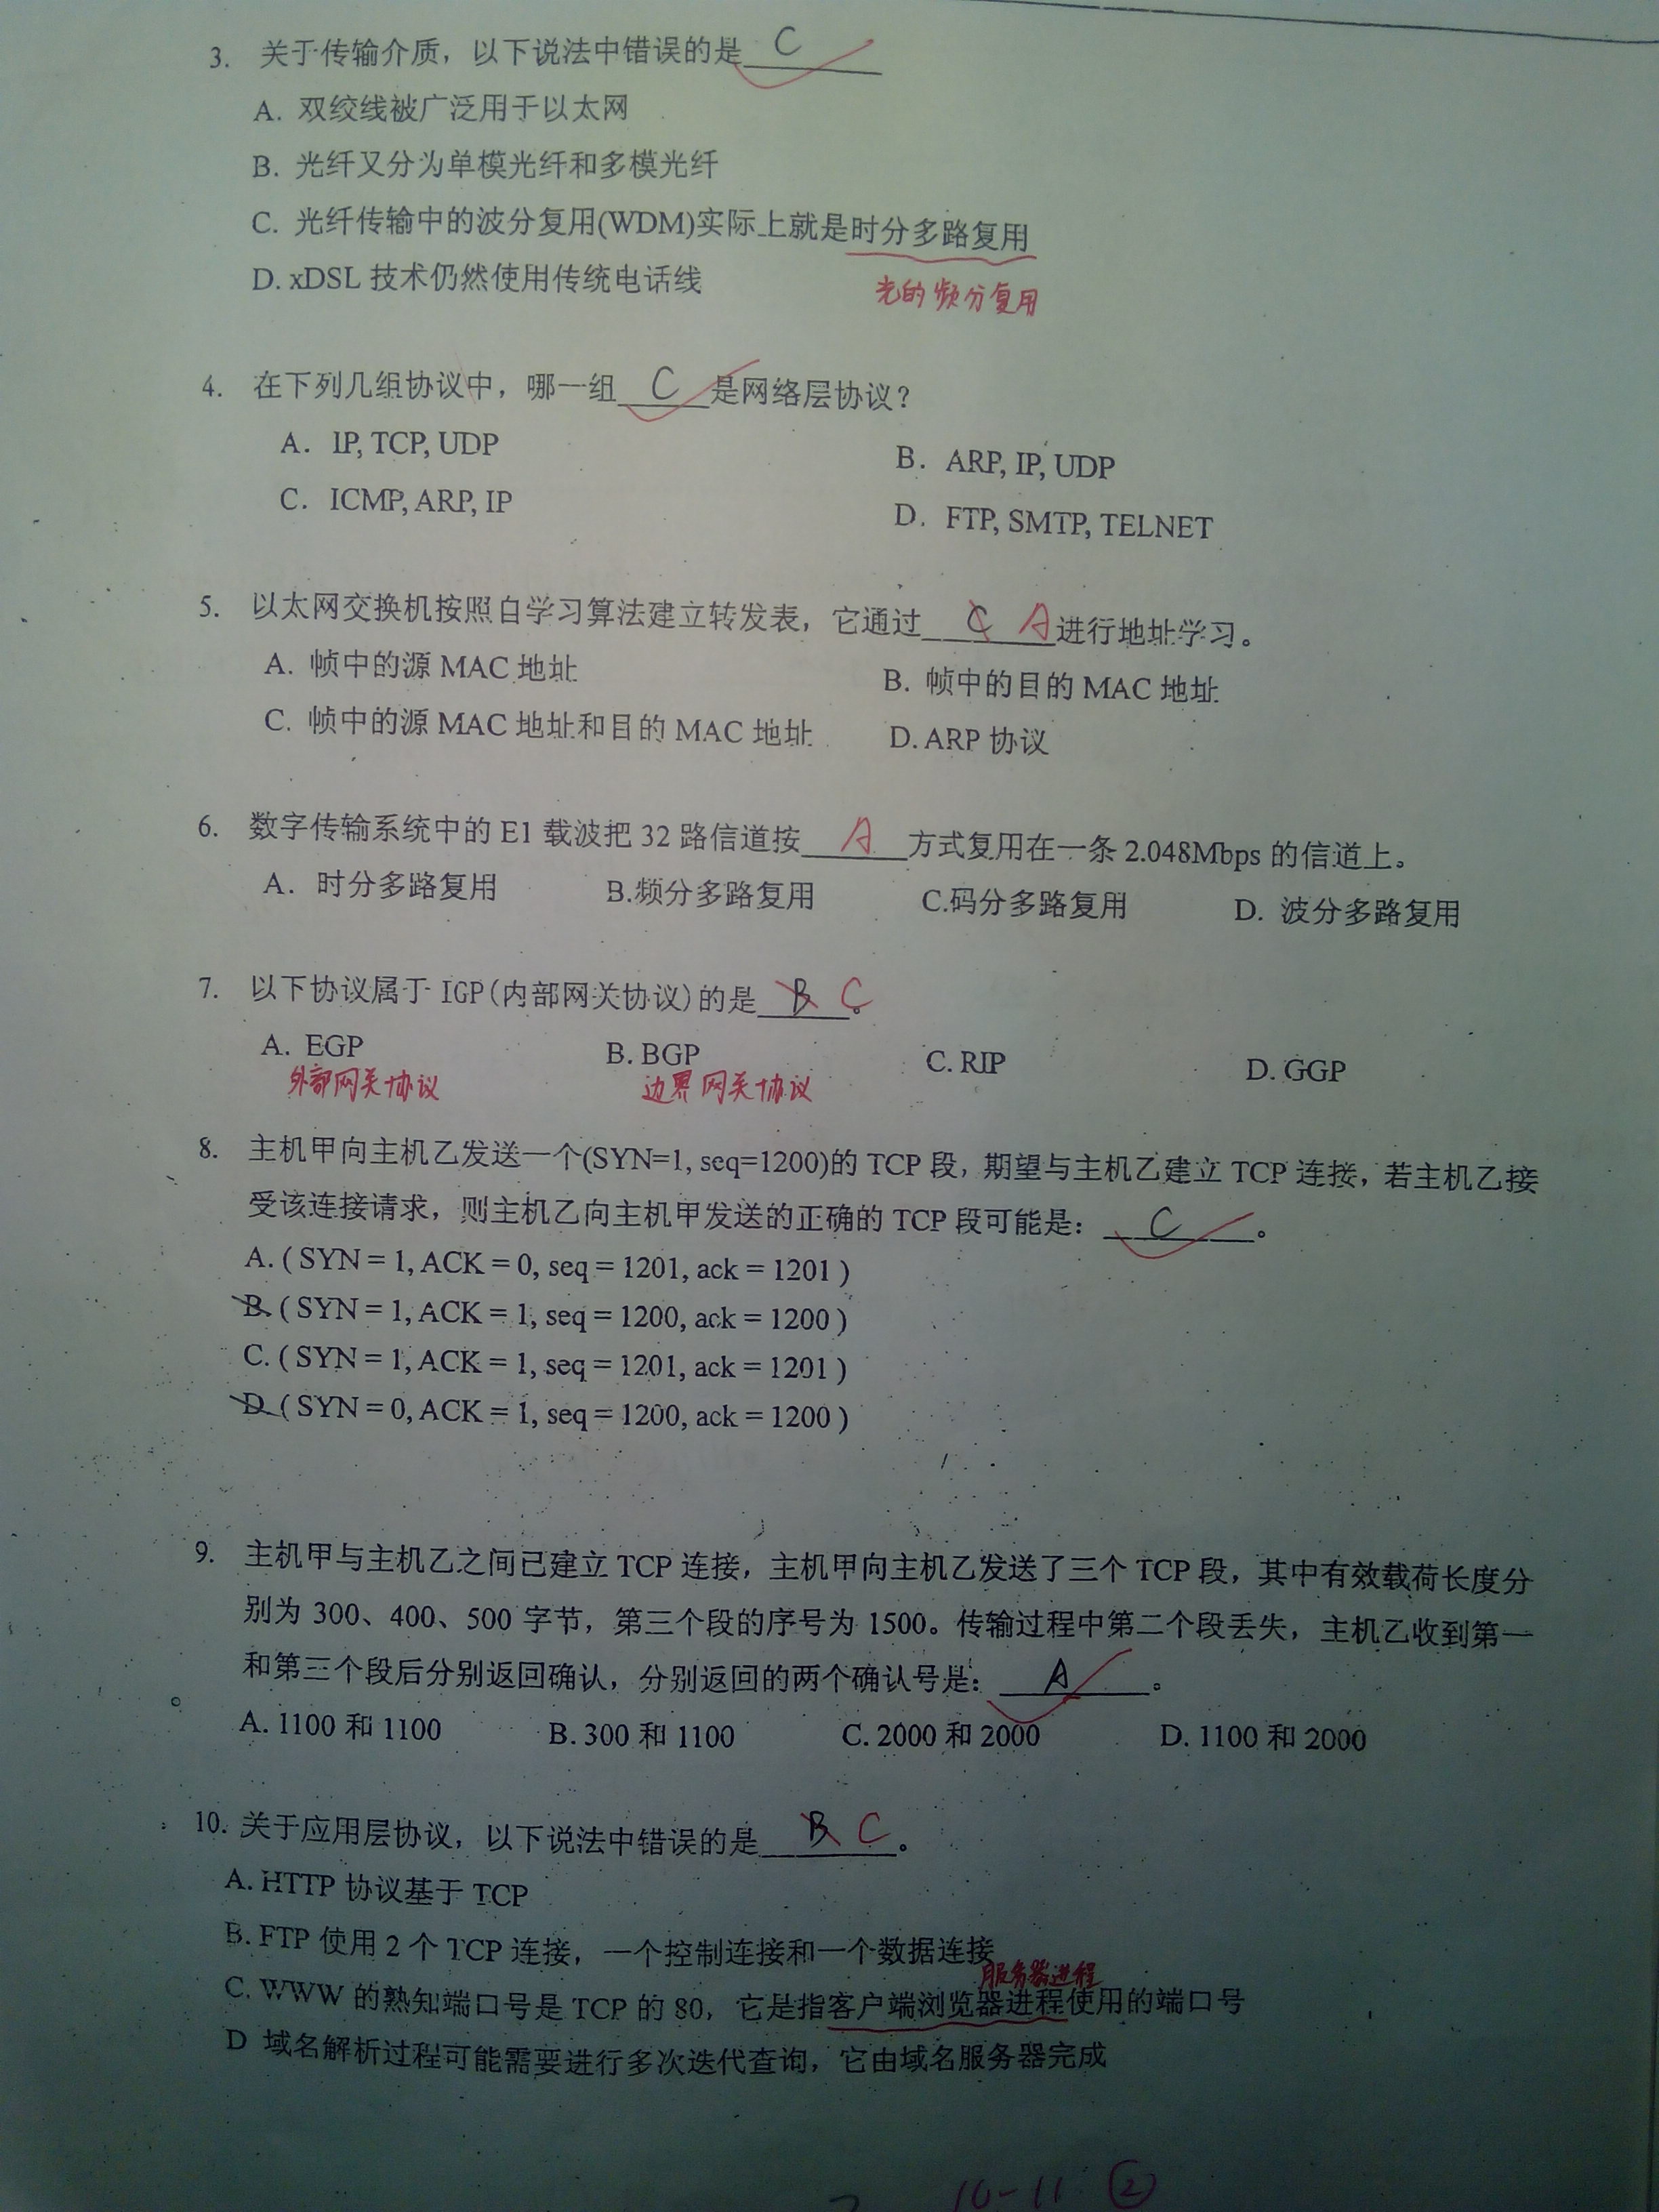 3. 关于传输介质，以下说法中错误的是 C
A. 双绞线被广泛用于以太网
B. 光纤又分为单模光纤和多模光纤
C. 光纤传输中的波分复用(WDM)实际上就是时分多路复用
D. xDSL 技术仍然使用传统电话线
光的频分复用
4. 在下列几组协议中，哪一组 C 是网络层协议？
A. IP, TCP, UDP B. ARP, IP, UDP
C. ICMP, ARP, IP D. FTP, SMTP, TELNET
5. 以太网交换机按照自学习算法建立转发表，它通过 C A 进行地址学习。
A. 帧中的源 MAC 地址 B. 帧中的目的 MAC 地址
C. 帧中的源 MAC 地址和目的 MAC 地址 D. ARP 协议
6. 数字传输系统中的 E1 载波把 32 路信道按 A 方式复用在一条 2.048Mbps 的信道上。
A. 时分多路复用 B.频分多路复用 C.码分多路复用 D. 波分多路复用
7. 以下协议属于 IGP(内部网关协议)的是 B C 。
A. EGP B. BGP C. RIP D. GGP
外部网关协议 边界网关协议
8. 主机甲向主机乙发送一个(SYN=1, seq=1200)的 TCP 段，期望与主机乙建立 TCP 连接，若主机乙接
受该连接请求，则主机乙向主机甲发送的正确的 TCP 段可能是： C 。
A. ( SYN = 1, ACK = 0, seq = 1201, ack = 1201 )
B. ( SYN = 1, ACK = 1, seq = 1200, ack = 1200 )
C. ( SYN = 1, ACK = 1, seq = 1201, ack = 1201 )
D. ( SYN = 0, ACK = 1, seq = 1200, ack = 1200 )
9. 主机甲与主机乙之间已建立 TCP 连接，主机甲向主机乙发送了三个 TCP 段，其中有效载荷长度分
别为 300、400、500 字节，第三个段的序号为 1500。传输过程中第二个段丢失，主机乙收到第一
和第三个段后分别返回确认，分别返回的两个确认号是： A 。
A. 1100 和 1100 B. 300 和 1100 C. 2000 和 2000 D. 1100 和 2000
10. 关于应用层协议，以下说法中错误的是 B C 。
A. HTTP 协议基于 TCP
B. FTP 使用 2 个 TCP 连接，一个控制连接和一个数据连接
服务器进程
C. WWW 的熟知端口号是 TCP 的 80，它是指客户端浏览器进程使用的端口号
D 域名解析过程可能需要进行多次迭代查询，它由域名服务器完成
10-11 ②